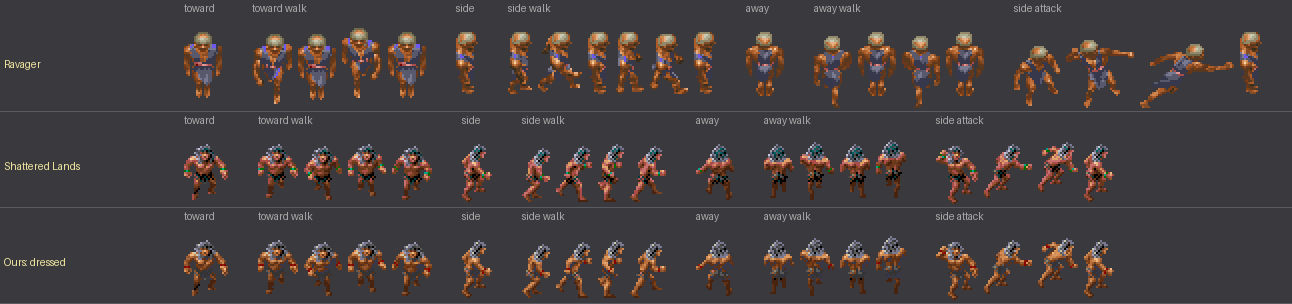 toward toward walk side side walk away away walk side attack
Ravager
toward toward walk side side walk away away walk side attack
Shattered Lands
toward toward walk side side walk away away walk side attack
Ours: dressed